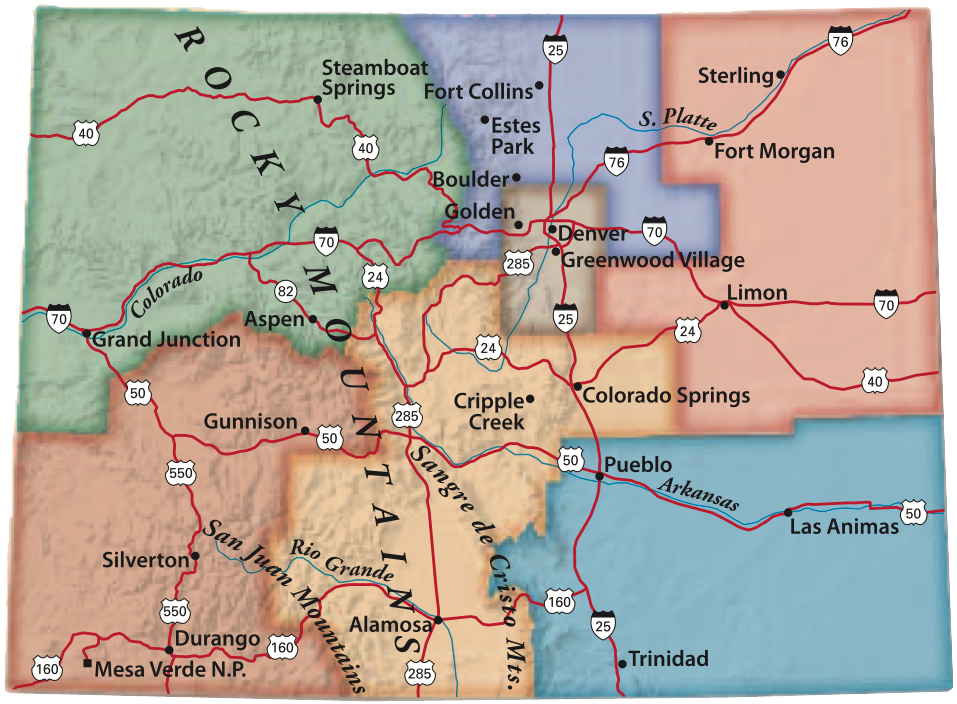 ROCKY MOUNTAINS
76
25
Steamboat
Springs
Sterling
Fort Collins
40
S. Platte
Estes
Park
40
76
Fort Morgan
Boulder
Golden
70
Denver
70
285
Greenwood Village
24
Colorado
82
Limon
70
70
25
Aspen
24
Grand Junction
24
40
50
Colorado Springs
Cripple
Creek
285
Gunnison
50
50
Pueblo
550
Sangre de Cristo Mts.
Arkansas
50
Las Animas
San Juan Mountains
Rio Grande
Silverton
160
550
25
Alamosa
Durango
160
Trinidad
160
Mesa Verde N.P.
285